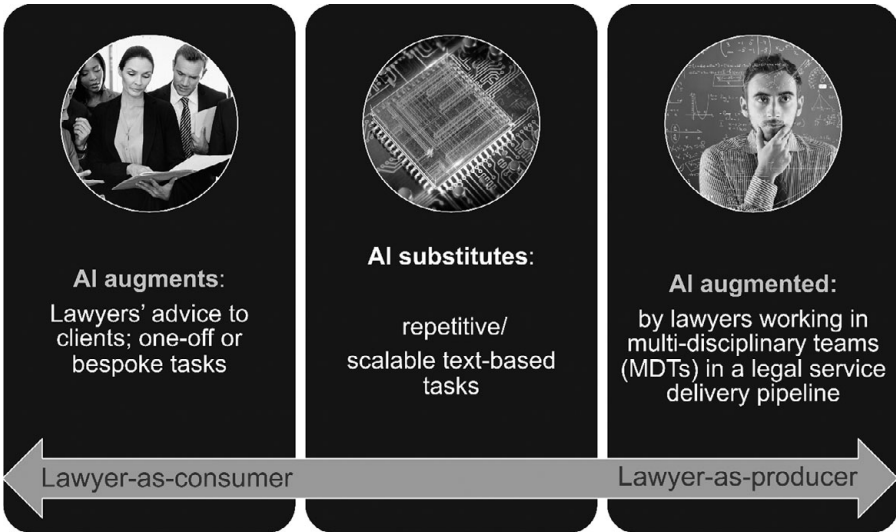 AI augments:
Lawyers’ advice to
clients; one-off or
bespoke tasks
AI substitutes:
repetitive/
scalable text-based
tasks
AI augmented:
by lawyers working in
multi-disciplinary teams
(MDTs) in a legal service
delivery pipeline
Lawyer-as-consumer
Lawyer-as-producer